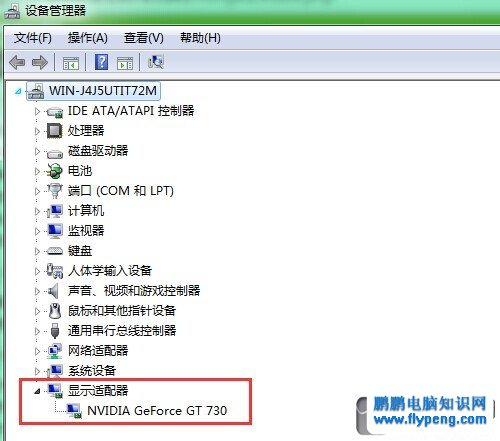 设备管理器
文件(F) 操作(A) 查看(V) 帮助(H)
WIN-J4J5UTIT72M
IDE ATA/ATAPI 控制器
处理器
磁盘驱动器
电池
端口 (COM 和 LPT)
计算机
监视器
键盘
人体学输入设备
声音、视频和游戏控制器
鼠标和其他指针设备
通用串行总线控制器
网络适配器
系统设备
显示适配器
NVIDIA GeForce GT 730
鹏鹏电脑知识网
www.flypeng.com